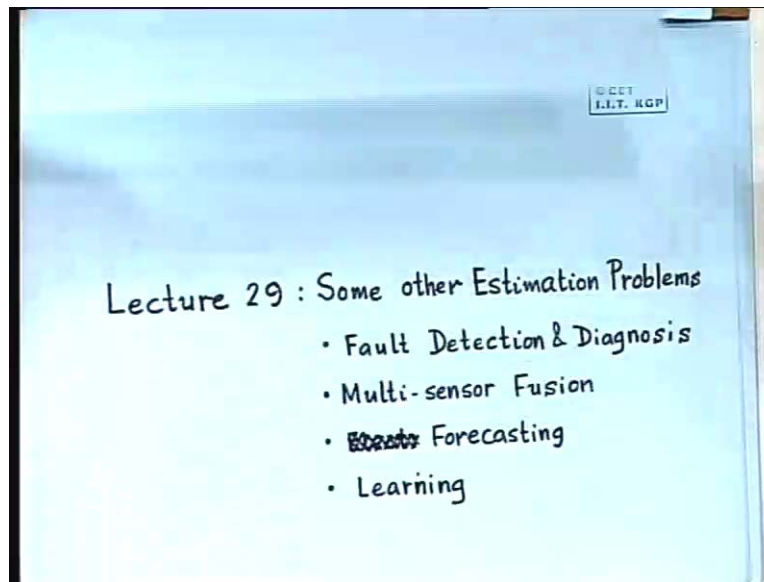 © CET
I.I.T. KGP
Lecture 29 : Some other Estimation Problems
• Fault Detection & Diagnosis
• Multi-sensor Fusion
• Forecasting
• Learning